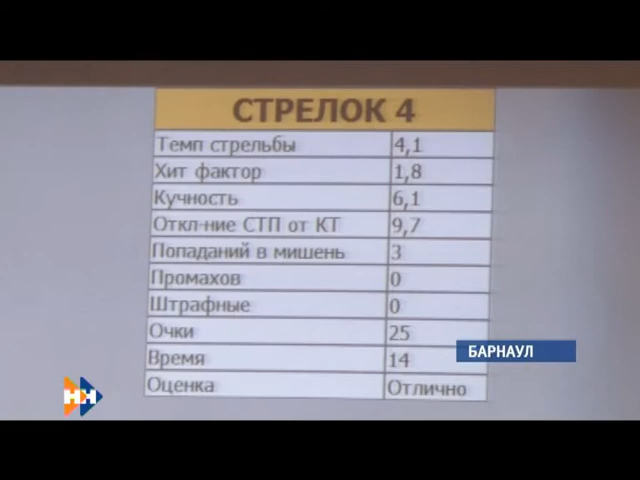 СТРЕЛОК 4
Темп стрельбы 4,1
Хит фактор 1,8
Кучность 6,1
Откл-ние СТП от КТ 9,7
Попаданий в мишень 3
Промахов 0
Штрафные 0
Очки 25
Время 14
Оценка Отлично
БАРНАУЛ
НН